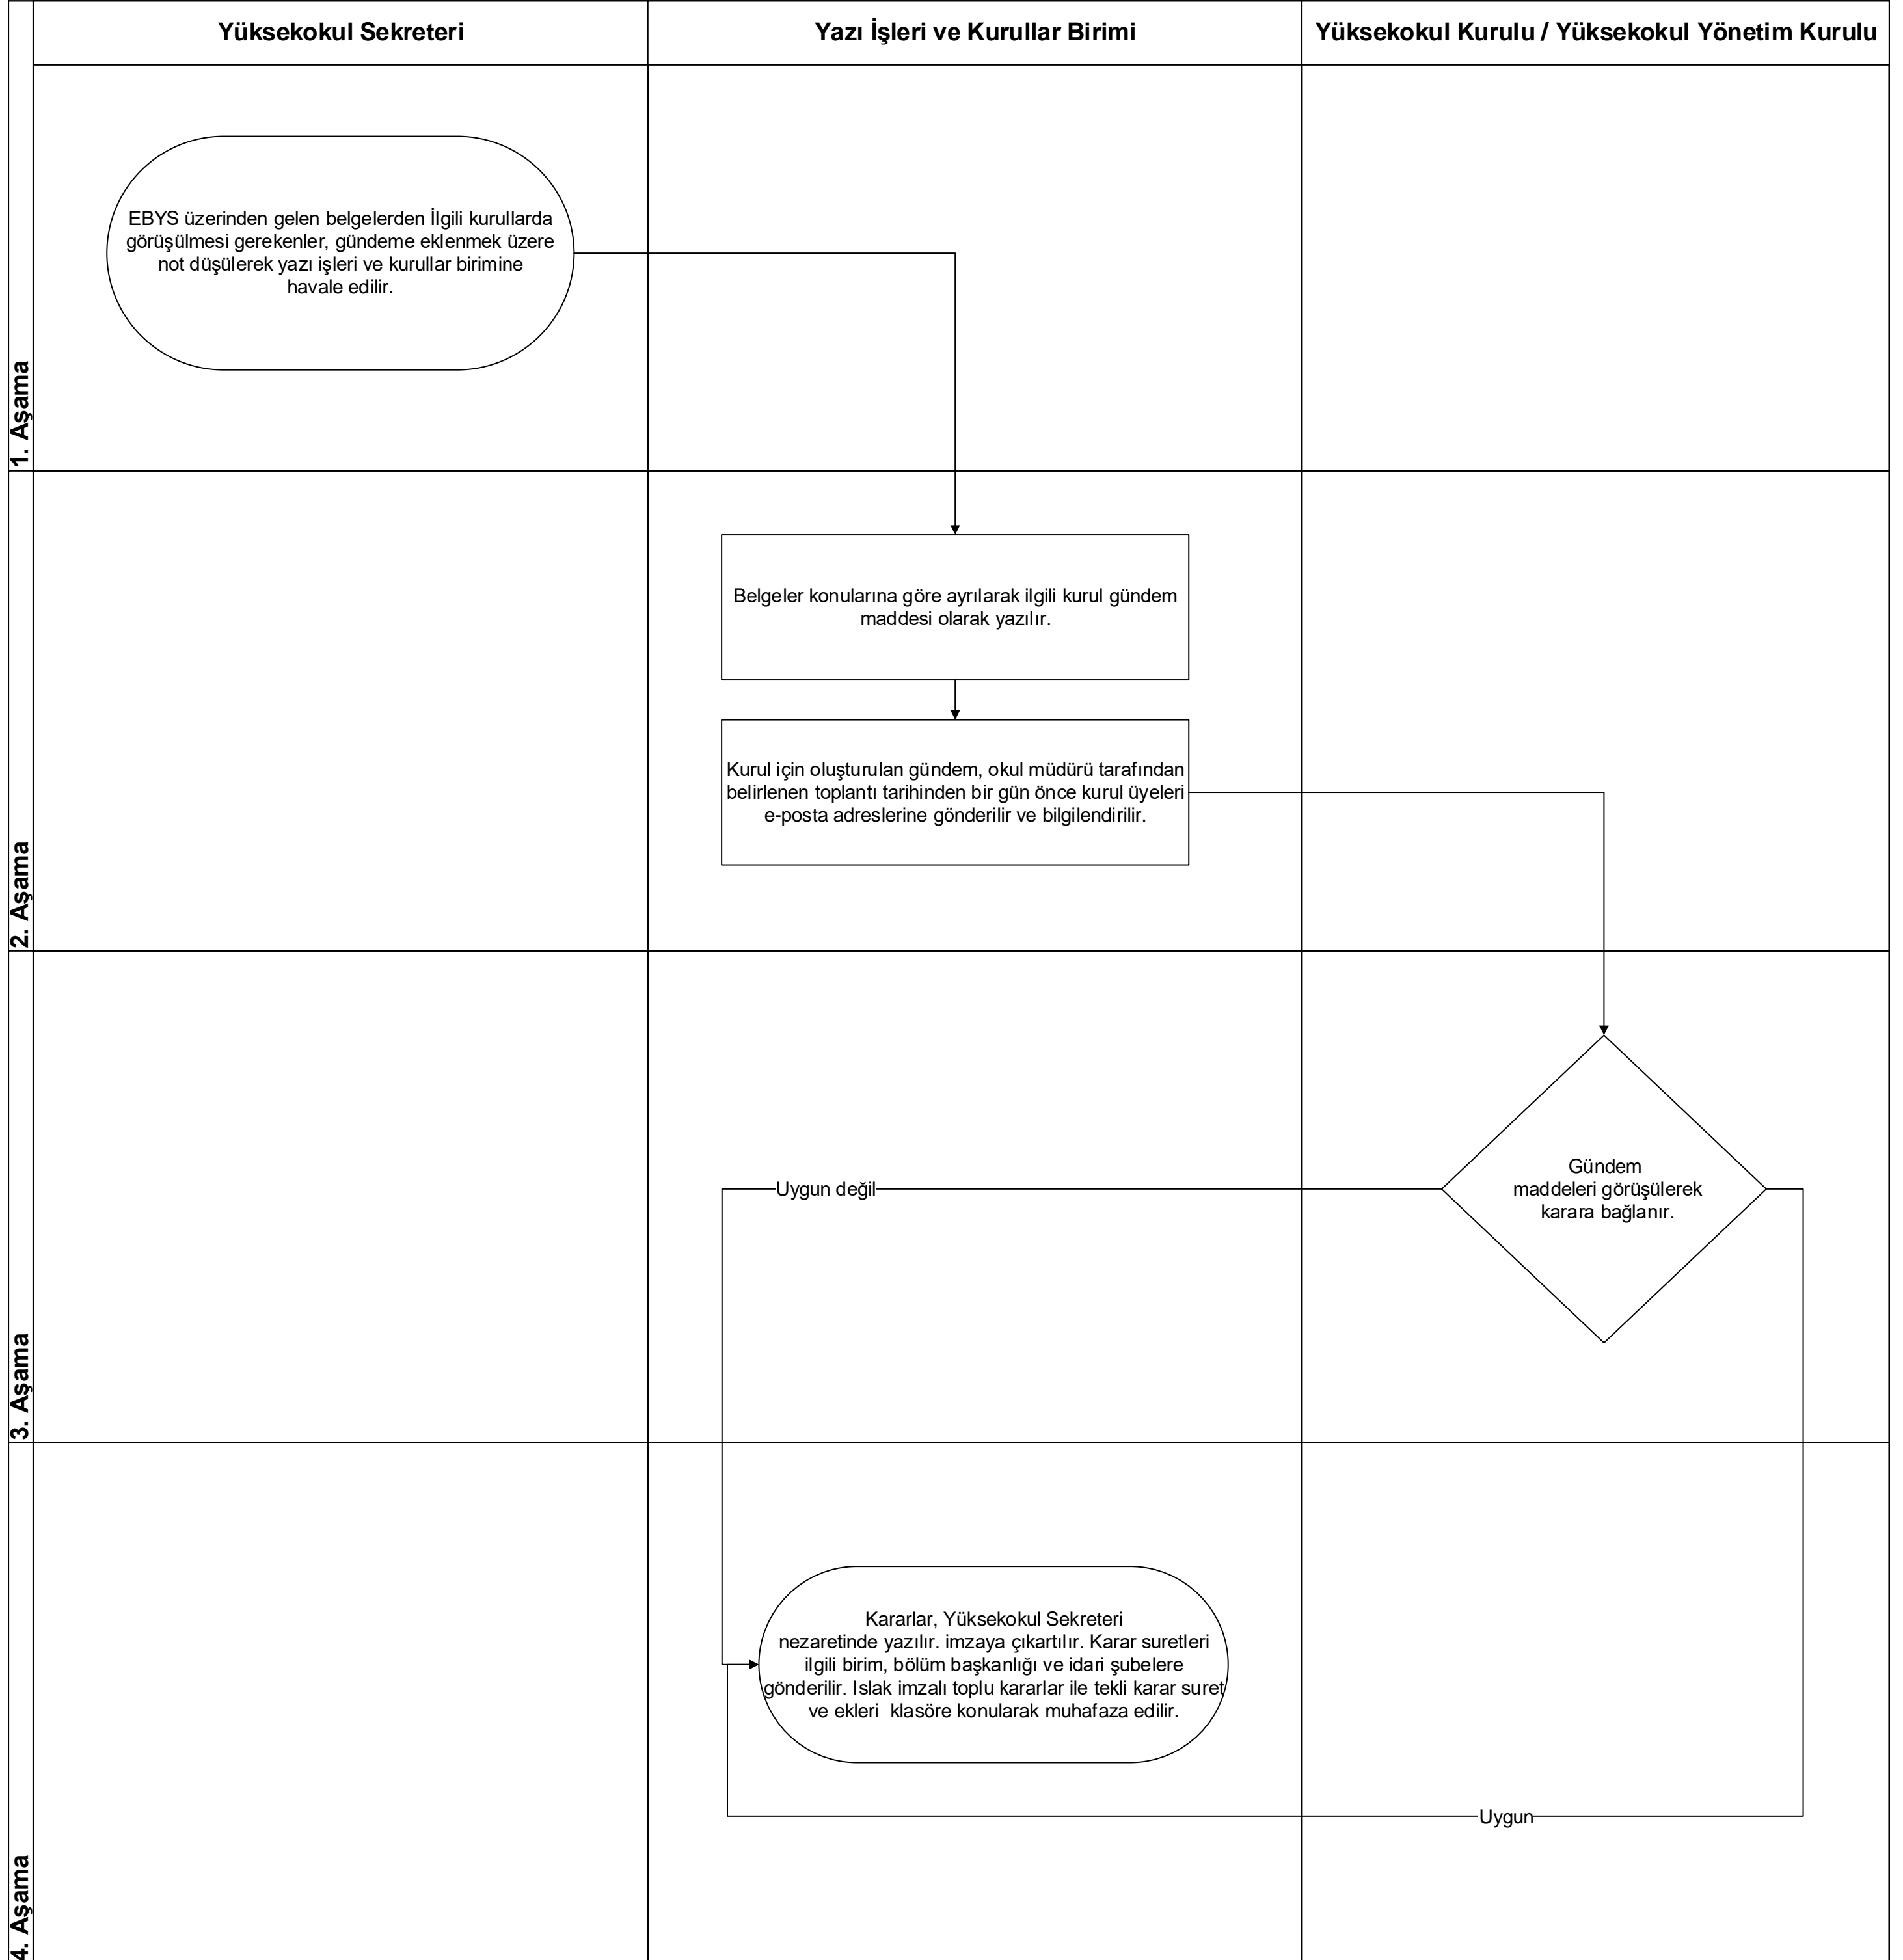 Yüksekokul Sekreteri
Yazı İşleri ve Kurullar Birimi
Yüksekokul Kurulu / Yüksekokul Yönetim Kurulu
1. Aşama
EBYS üzerinden gelen belgelerden İlgili kurullarda
görüşülmesi gerekenler, gündeme eklenmek üzere
not düşülerek yazı işleri ve kurullar birimine
havale edilir.
2. Aşama
Belgeler konularına göre ayrılarak ilgili kurul gündem
maddesi olarak yazılır.
Kurul için oluşturulan gündem, okul müdürü tarafından
belirlenen toplantı tarihinden bir gün önce kurul üyeleri
e-posta adreslerine gönderilir ve bilgilendirilir.
3. Aşama
Gündem
maddeleri görüşülerek
karara bağlanır.
Uygun değil
4. Aşama
Kararlar, Yüksekokul Sekreteri
nezaretinde yazılır. imzaya çıkartılır. Karar suretleri
ilgili birim, bölüm başkanlığı ve idari şubelere
gönderilir. Islak imzalı toplu kararlar ile tekli karar suret
ve ekleri  klasöre konularak muhafaza edilir.
Uygun